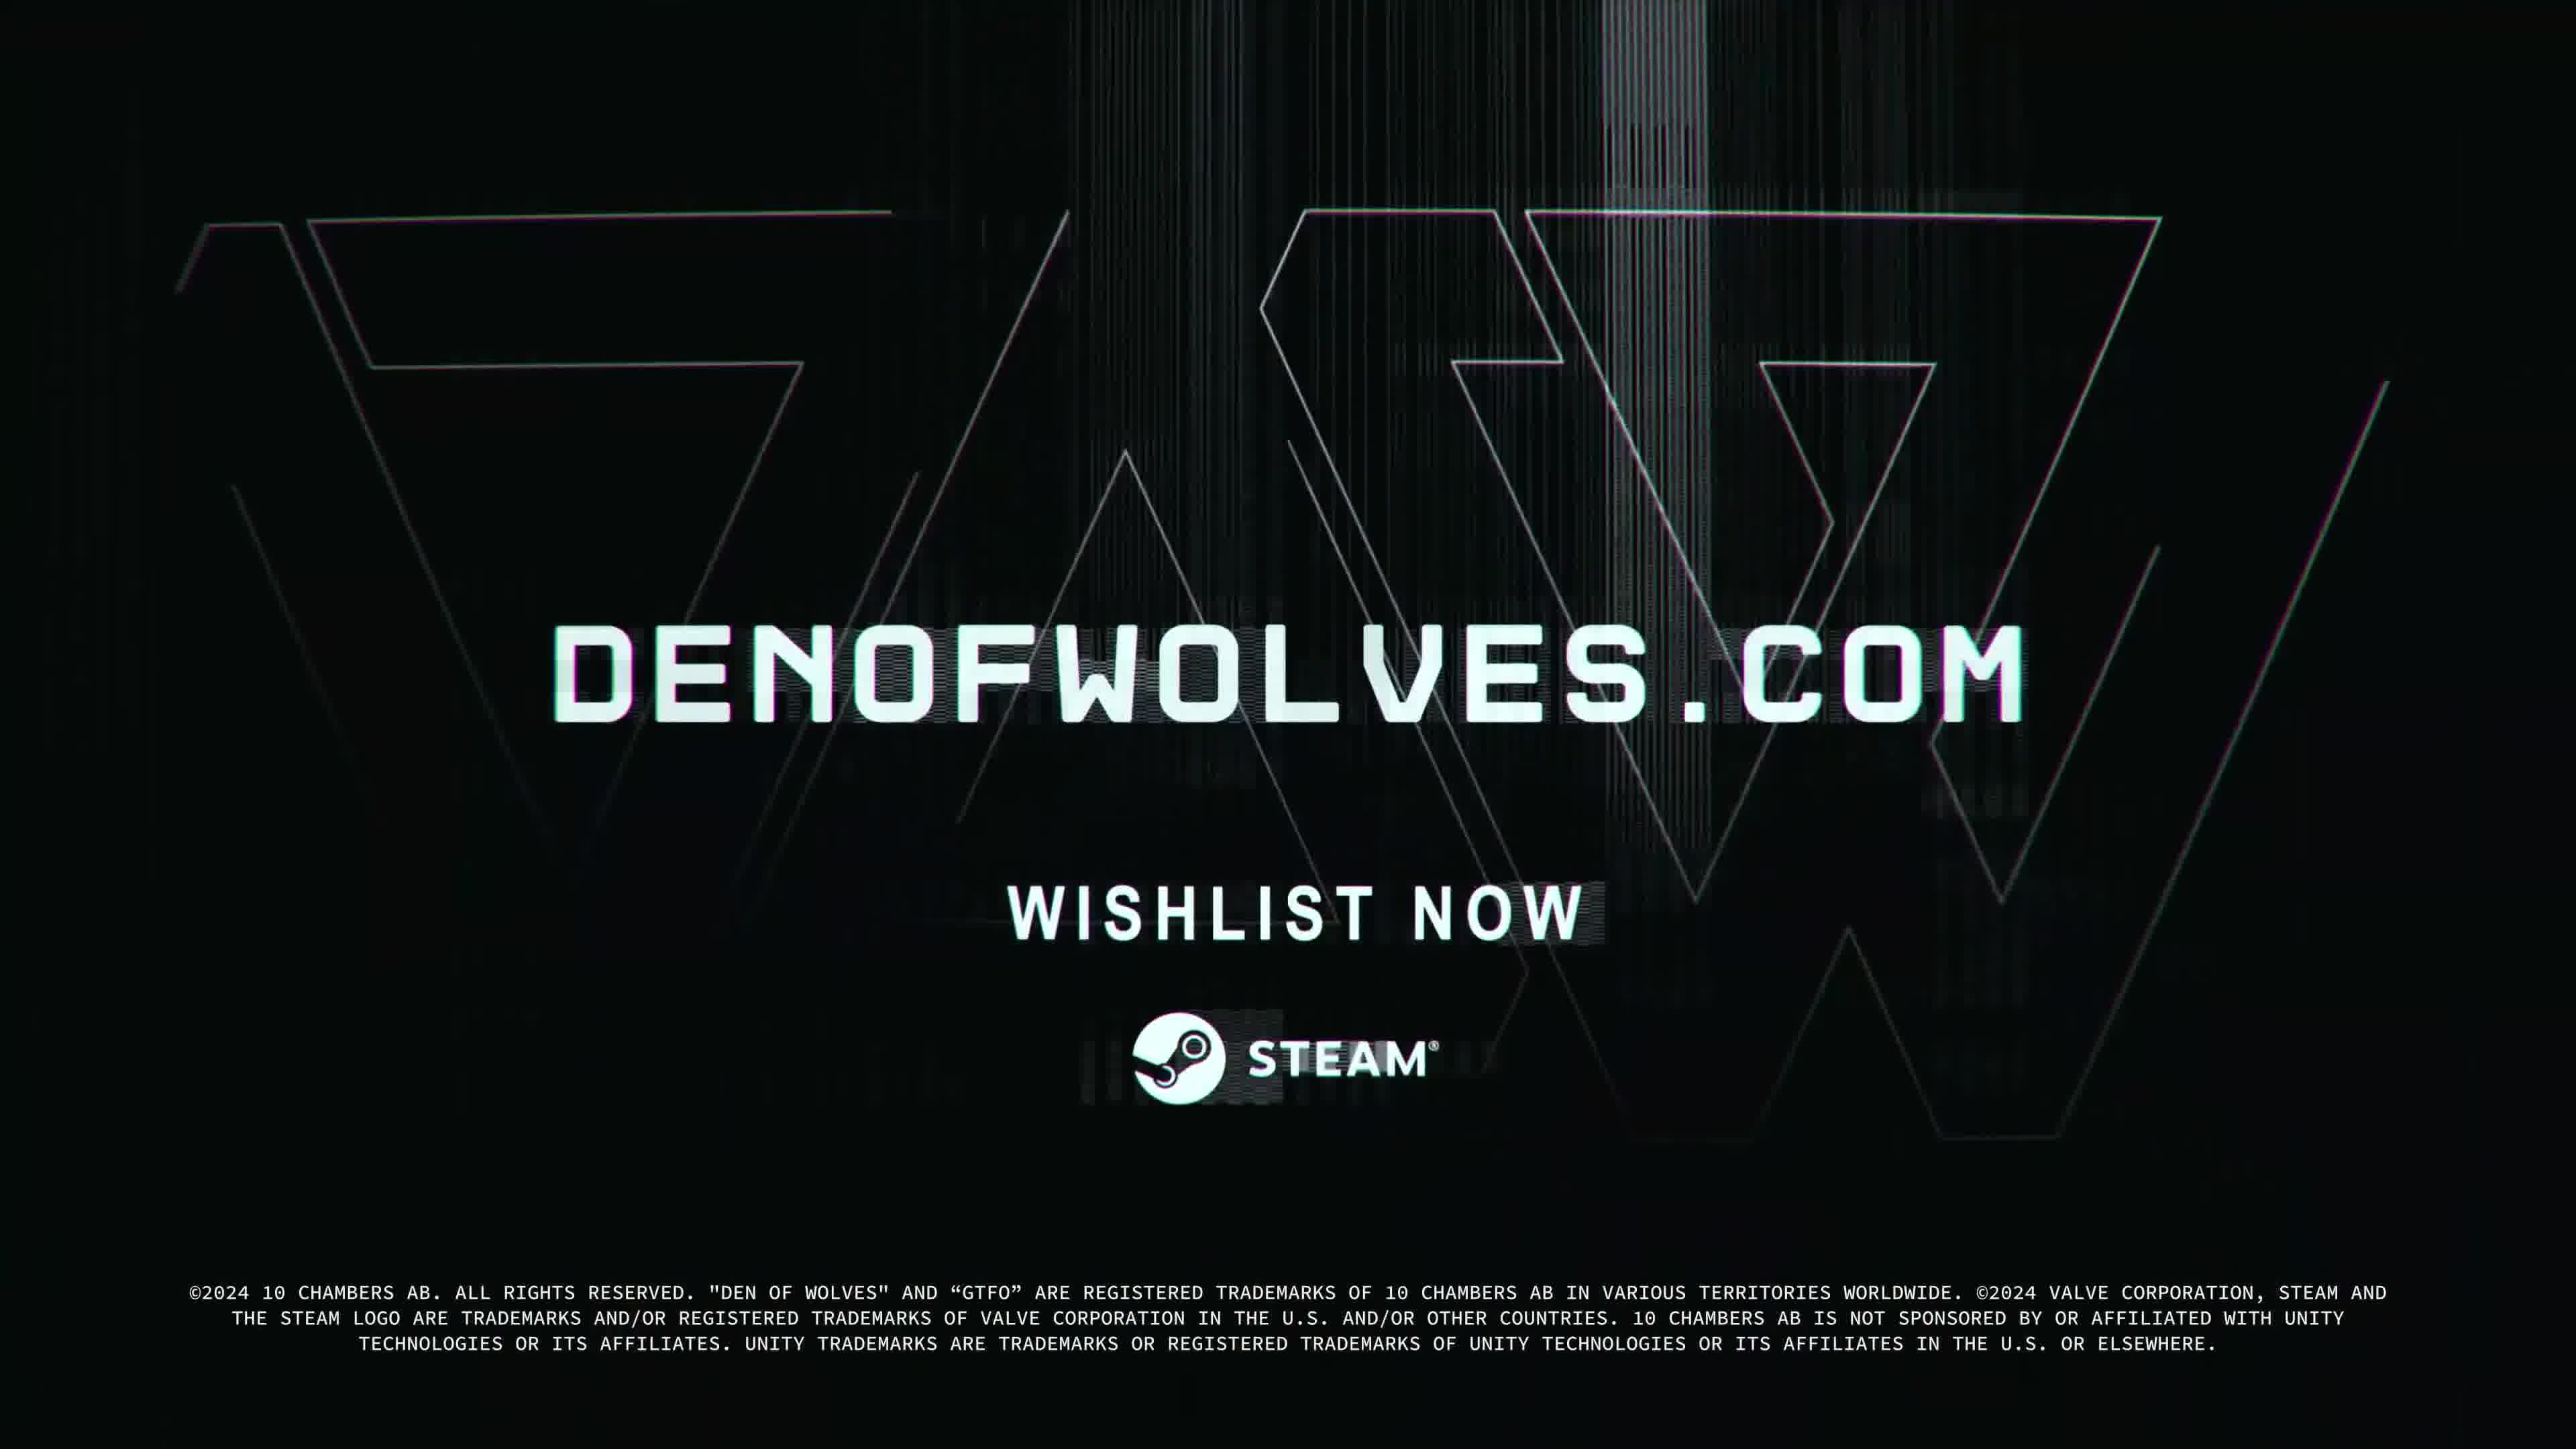 DENOFWOLVES.COM
WISHLIST NOW
STEAM®
©2024 10 CHAMBERS AB. ALL RIGHTS RESERVED. "DEN OF WOLVES" AND “GTFO” ARE REGISTERED TRADEMARKS OF 10 CHAMBERS AB IN VARIOUS TERRITORIES WORLDWIDE. ©2024 VALVE CORPORATION, STEAM AND
THE STEAM LOGO ARE TRADEMARKS AND/OR REGISTERED TRADEMARKS OF VALVE CORPORATION IN THE U.S. AND/OR OTHER COUNTRIES. 10 CHAMBERS AB IS NOT SPONSORED BY OR AFFILIATED WITH UNITY
TECHNOLOGIES OR ITS AFFILIATES. UNITY TRADEMARKS ARE TRADEMARKS OR REGISTERED TRADEMARKS OF UNITY TECHNOLOGIES OR ITS AFFILIATES IN THE U.S. OR ELSEWHERE.